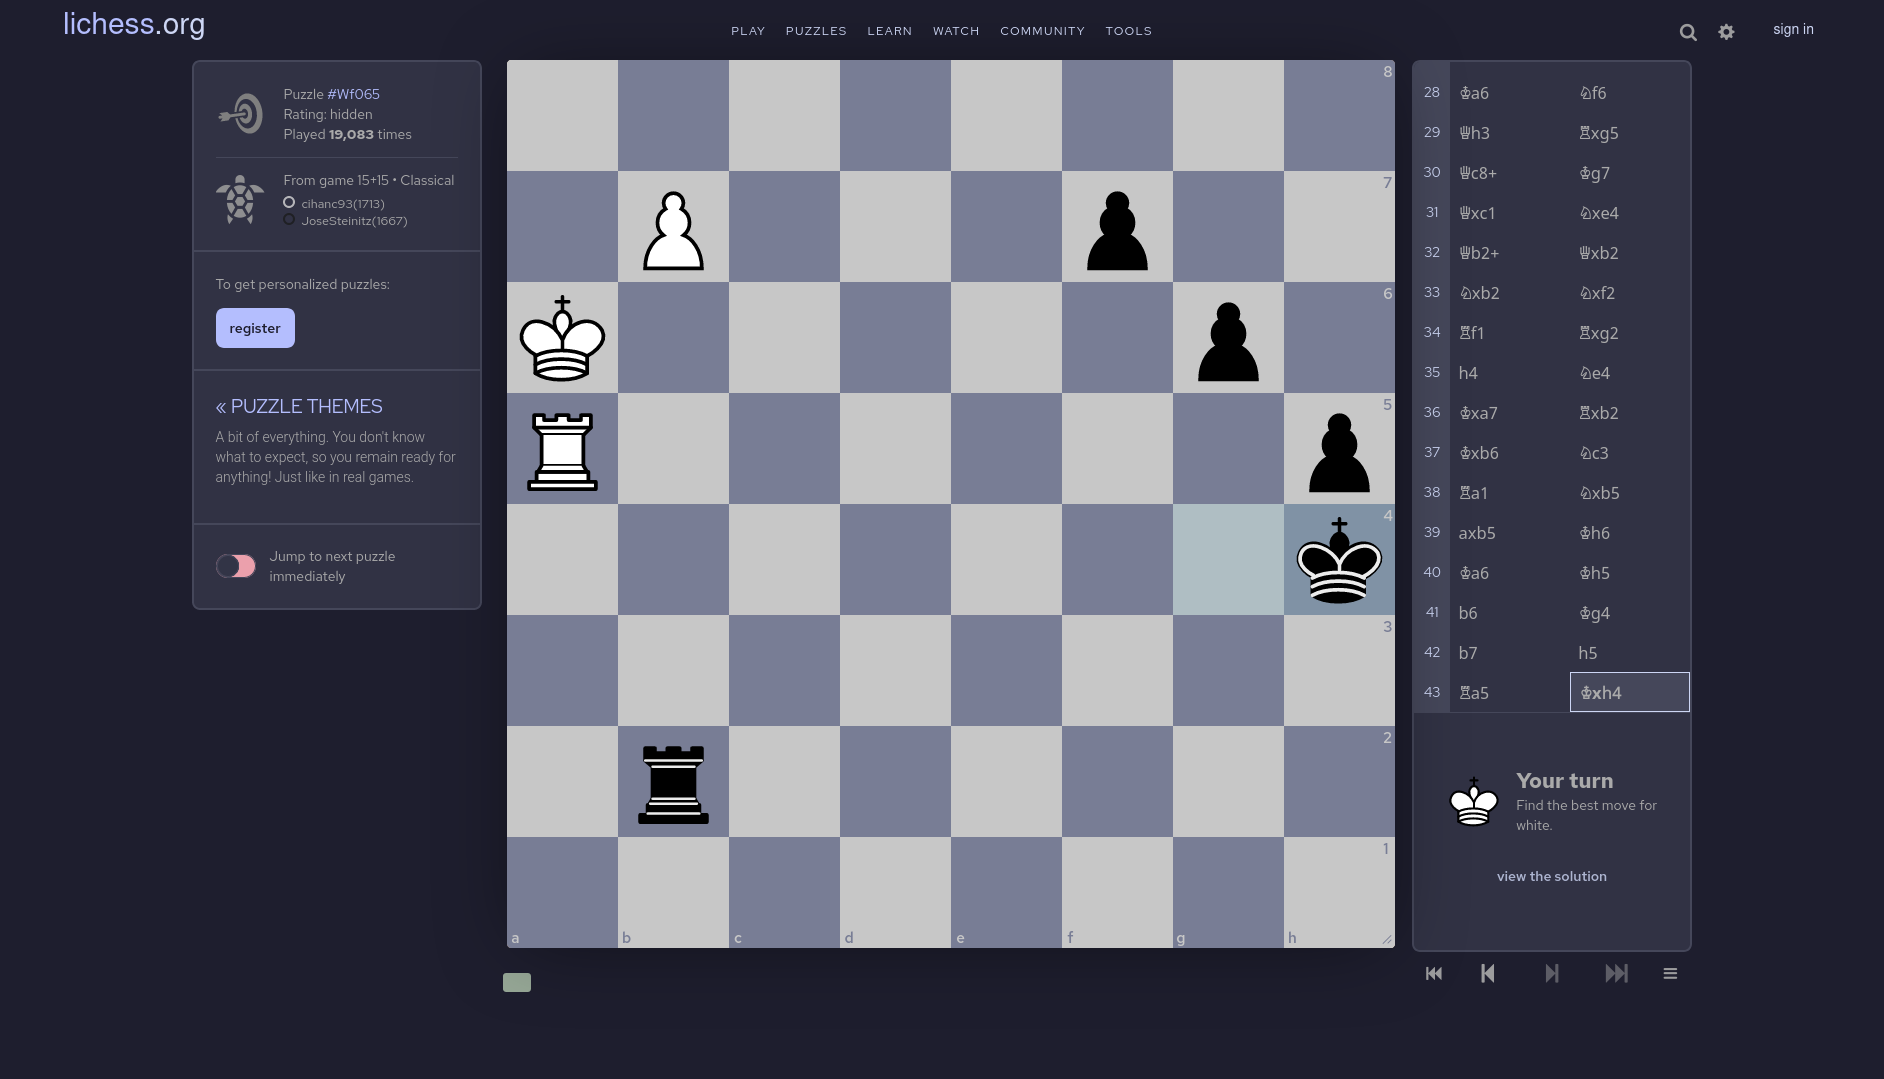 lichess.org
PLAY PUZZLES LEARN WATCH COMMUNITY TOOLS
sign in
Puzzle #Wf065
Rating: hidden
Played 19,083 times
From game 15+15 • Classical
cihanc93(1713)
JoseSteinitz(1667)
To get personalized puzzles:
register
« PUZZLE THEMES
A bit of everything. You don't know
what to expect, so you remain ready for
anything! Just like in real games.
Jump to next puzzle
immediately
8
7
6
5
4
3
2
1
a b c d e f g h
28 ♔a6 ♘f6
29 ♕h3 ♖xg5
30 ♕c8+ ♔g7
31 ♕xc1 ♘xe4
32 ♕b2+ ♕xb2
33 ♘xb2 ♘xf2
34 ♖f1 ♖xg2
35 h4 ♘e4
36 ♔xa7 ♖xb2
37 ♔xb6 ♘c3
38 ♖a1 ♘xb5
39 axb5 ♔h6
40 ♔a6 ♔h5
41 b6 ♔g4
42 b7 h5
43 ♖a5 ♔xh4
Your turn
Find the best move for
white.
view the solution